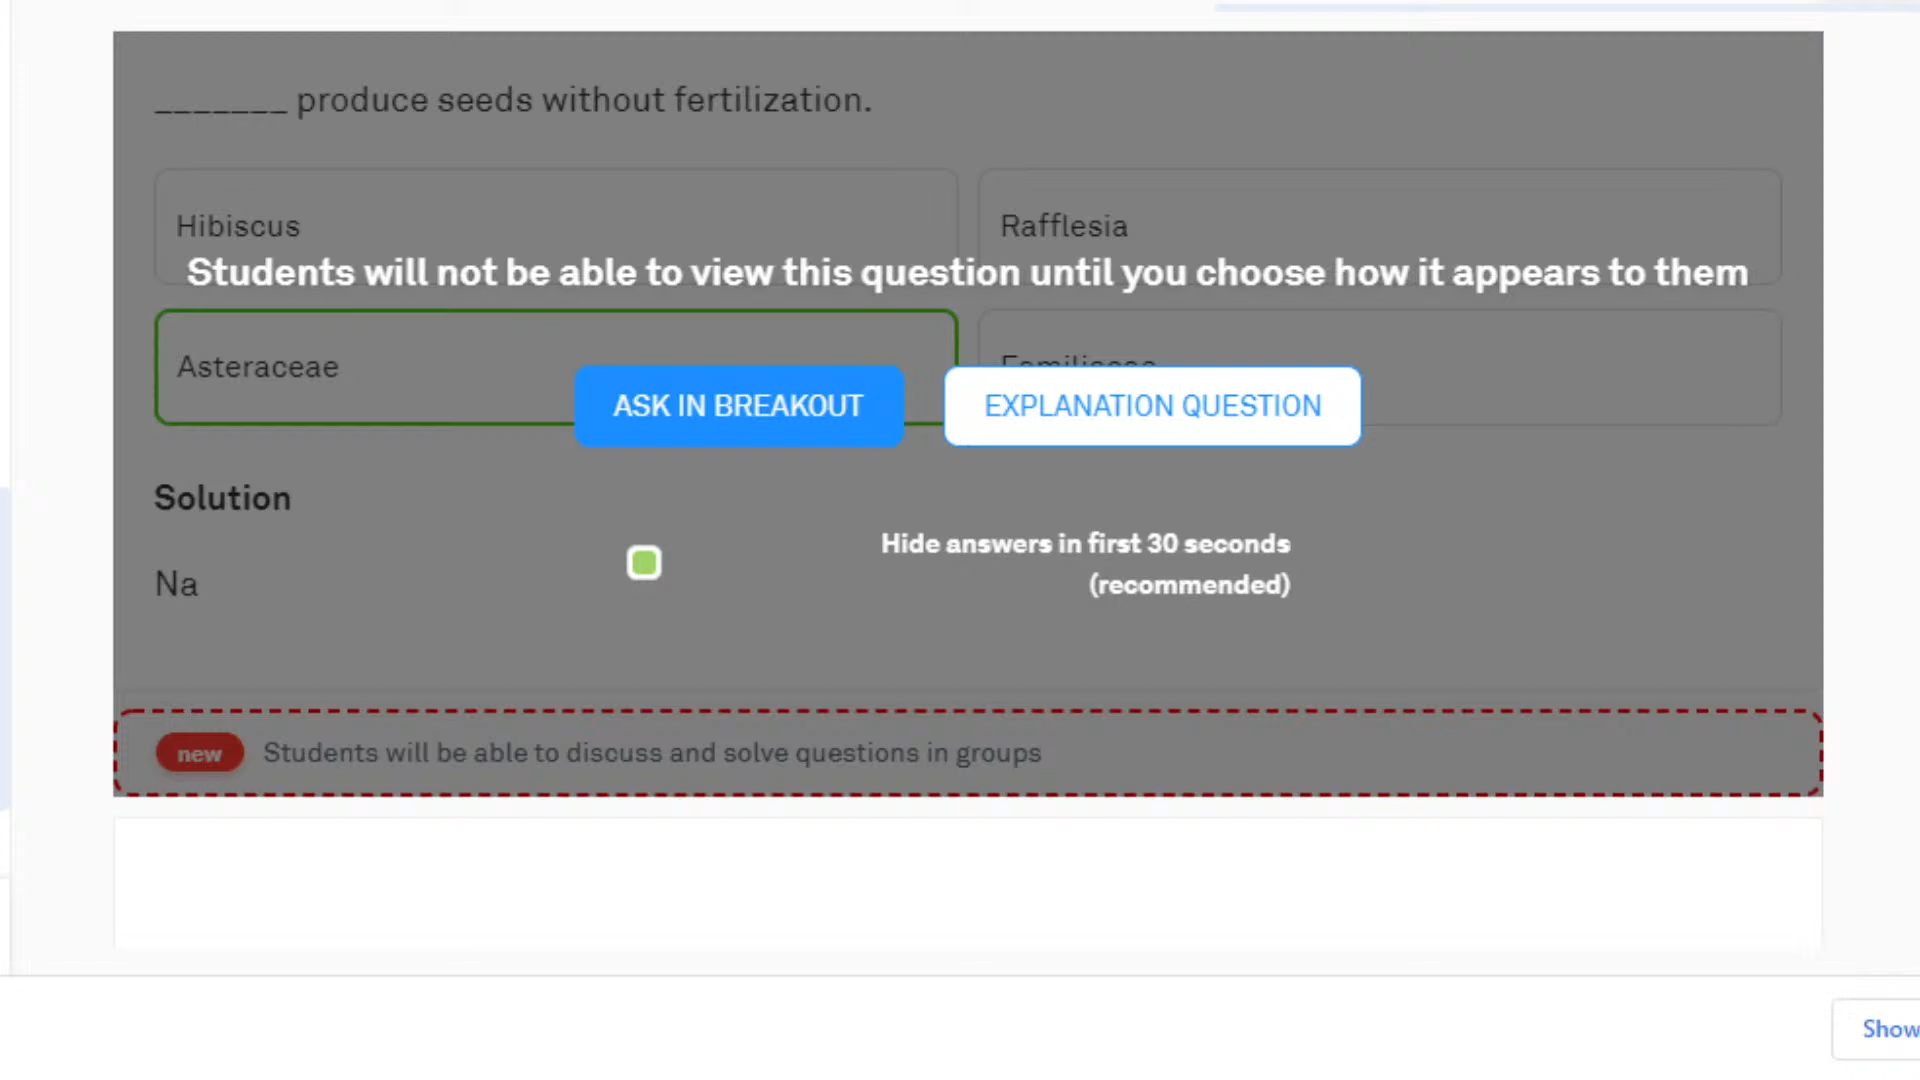 _______ produce seeds without fertilization.
Hibiscus
Rafflesia
Students will not be able to view this question until you choose how it appears to them
Asteraceae
ASK IN BREAKOUT
EXPLANATION QUESTION
Solution
Hide answers in first 30 seconds
(recommended)
Na
new Students will be able to discuss and solve questions in groups
Show